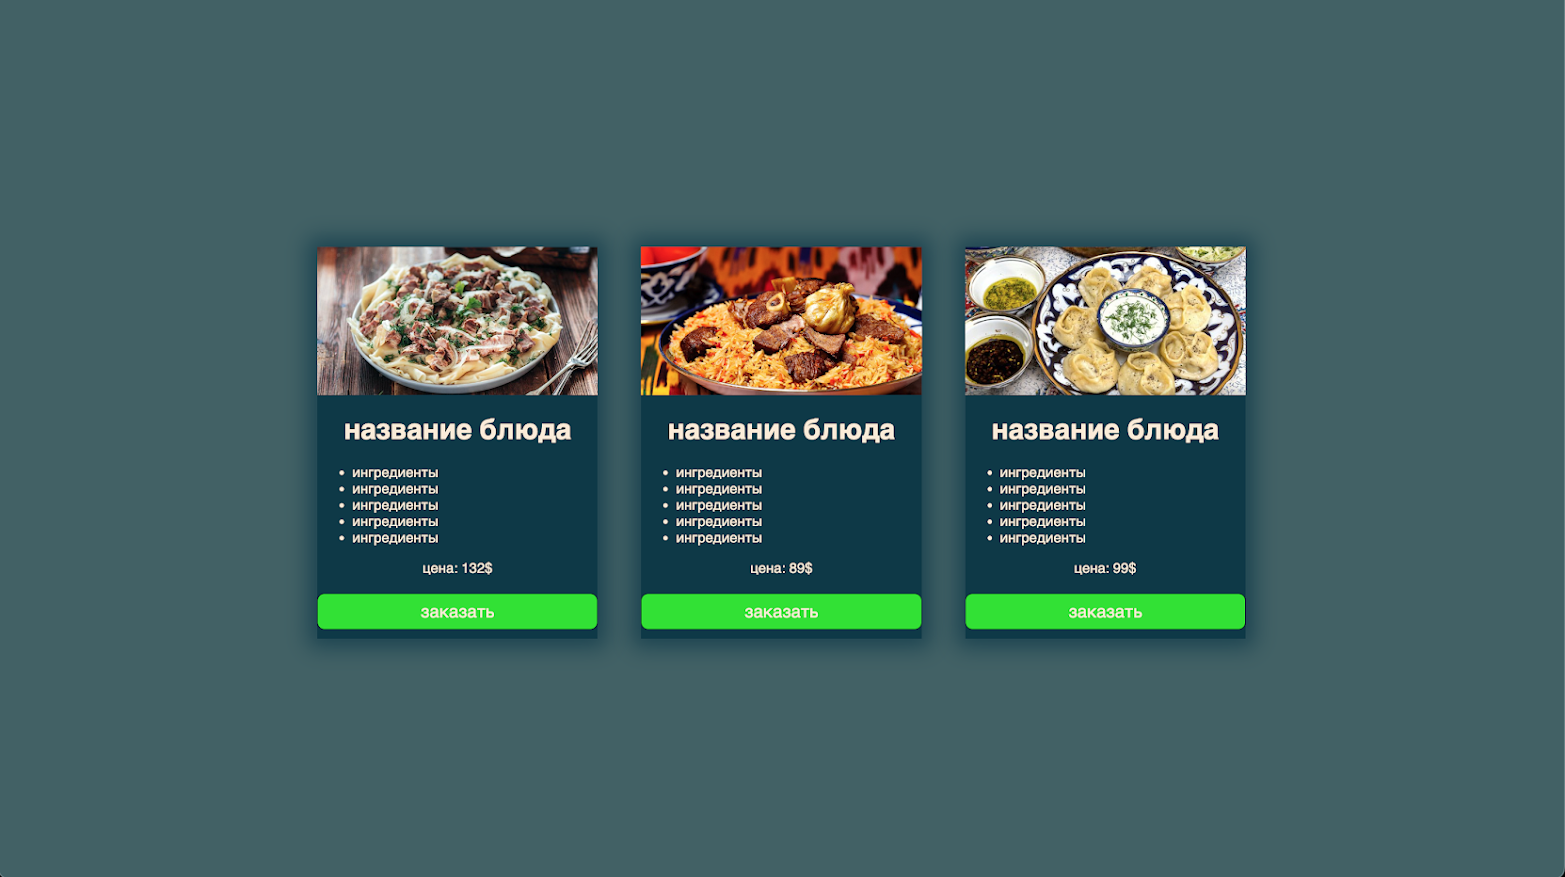 название блюда
• ингредиенты
• ингредиенты
• ингредиенты
• ингредиенты
• ингредиенты
цена: 132$
заказать
название блюда
• ингредиенты
• ингредиенты
• ингредиенты
• ингредиенты
• ингредиенты
цена: 89$
заказать
название блюда
• ингредиенты
• ингредиенты
• ингредиенты
• ингредиенты
• ингредиенты
цена: 99$
заказать